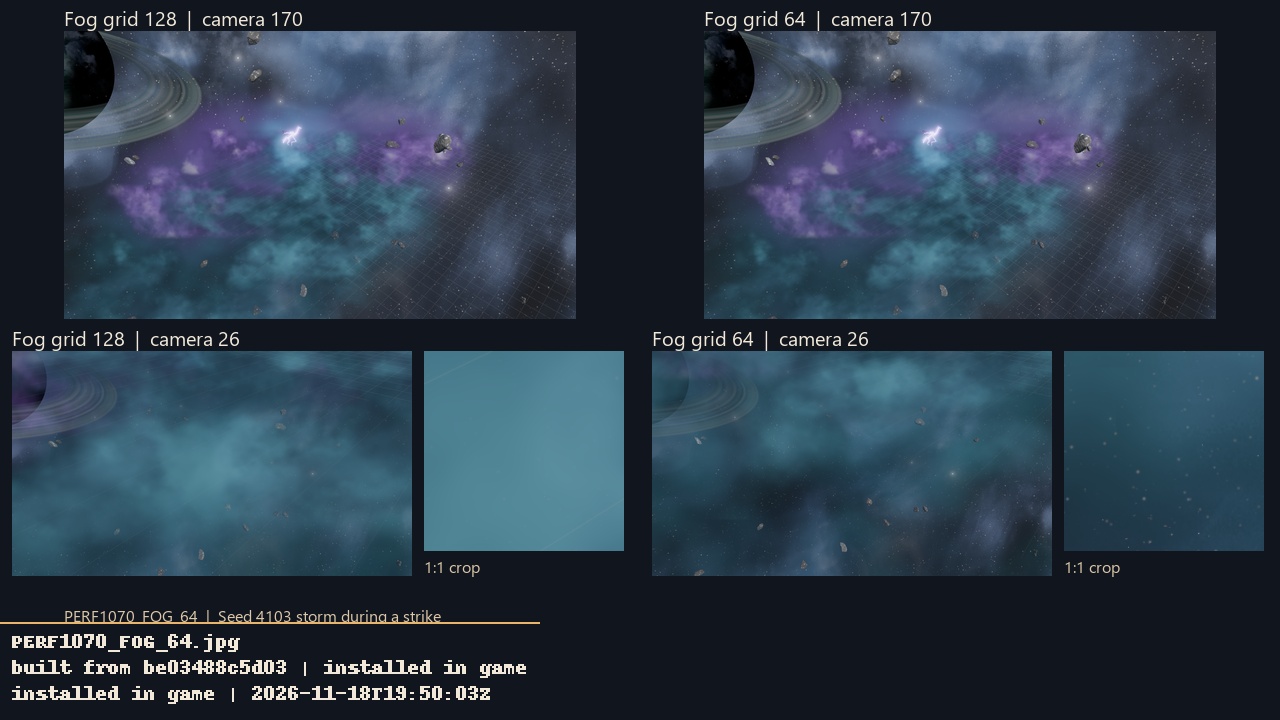 Fog grid 128 | camera 170
Fog grid 64 | camera 170
Fog grid 128 | camera 26
Fog grid 64 | camera 26
1:1 crop
1:1 crop
PERF1070_FOG_64 | Seed 4103 storm during a strike
PERF1070_FOG_64.jpg
built from be03488c5d03 | installed in game
installed in game | 2026-11-18T19:50:03Z